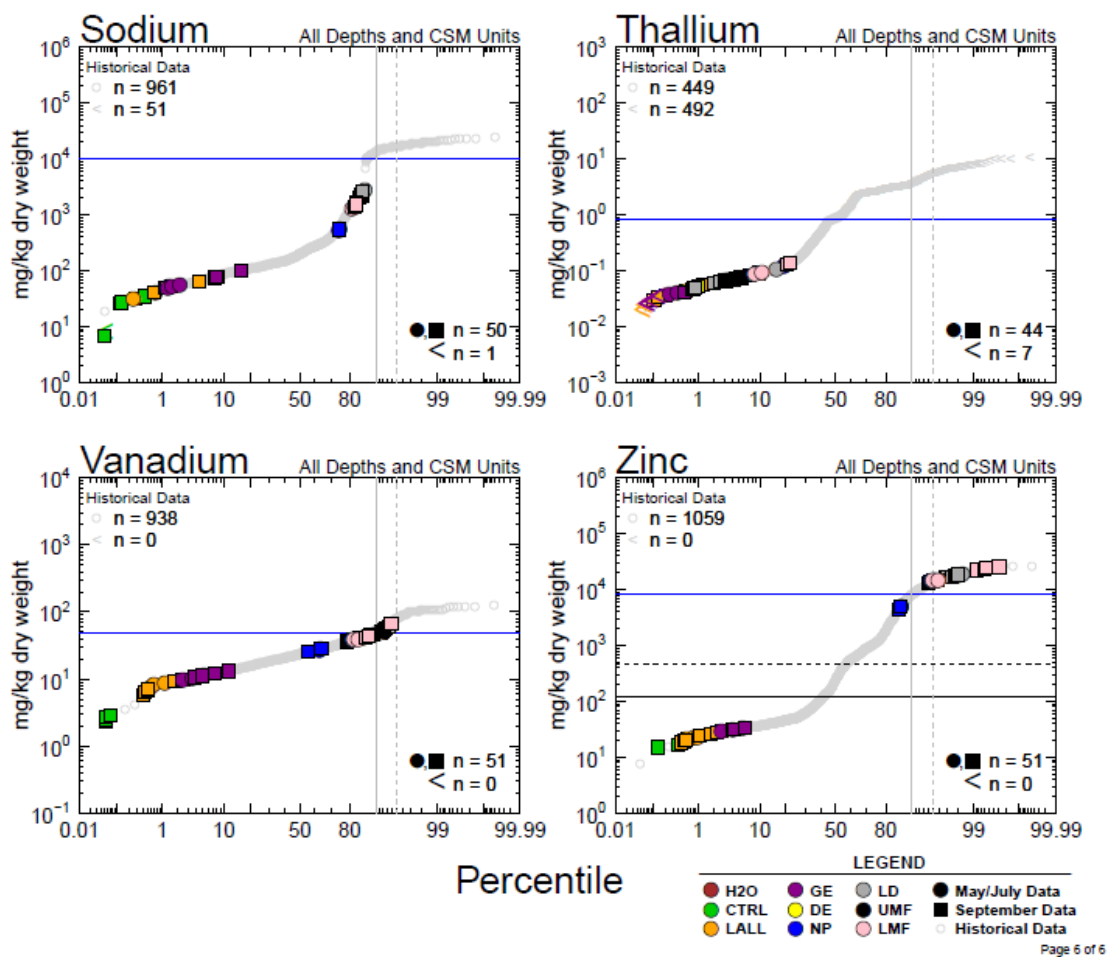 Sodium
All Depths and CSM Units
Historical Data
n = 961
< n = 51
mg/kg dry weight
10^6
10^5
10^4
10^3
10^2
10^1
10^0
n = 50
< n = 1
0.01 1 10 50 80 99 99.99
Thallium
All Depths and CSM Units
Historical Data
n = 449
< n = 492
mg/kg dry weight
10^3
10^2
10^1
10^0
10^-1
10^-2
10^-3
, n = 44
< n = 7
0.01 1 10 50 80 99 99.99
Vanadium
All Depths and CSM Units
Historical Data
n = 938
< n = 0
mg/kg dry weight
10^4
10^3
10^2
10^1
10^0
10^-1
, n = 51
< n = 0
0.01 1 10 50 80 99 99.99
Zinc
All Depths and CSM Units
Historical Data
n = 1059
< n = 0
mg/kg dry weight
10^6
10^5
10^4
10^3
10^2
10^1
10^0
, n = 51
< n = 0
0.01 1 10 50 80 99 99.99
Percentile
LEGEND
H2O GE LD May/July Data
CTRL DE UMF September Data
LALL NP LMF Historical Data
Page 6 of 6